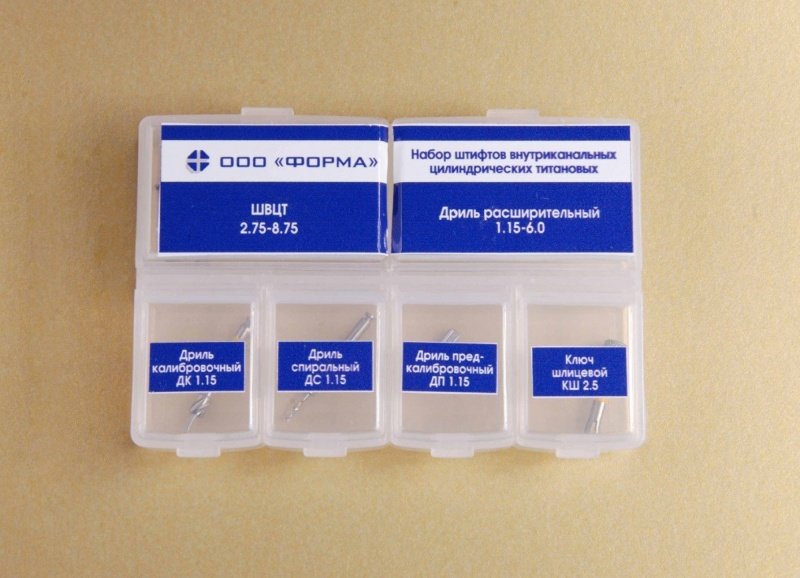 ООО «ФОРМА»
ШВЦТ
2.75-8.75
Набор штифтов внутриканальных
цилиндрических титановых
Дриль расширительный
1.15-6.0
Дриль
калибровочный
ДК 1.15
Дриль
спиральный
ДС 1.15
Дриль пред-
калибровочный
ДП 1.15
Ключ
шлицевой
КШ 2.5